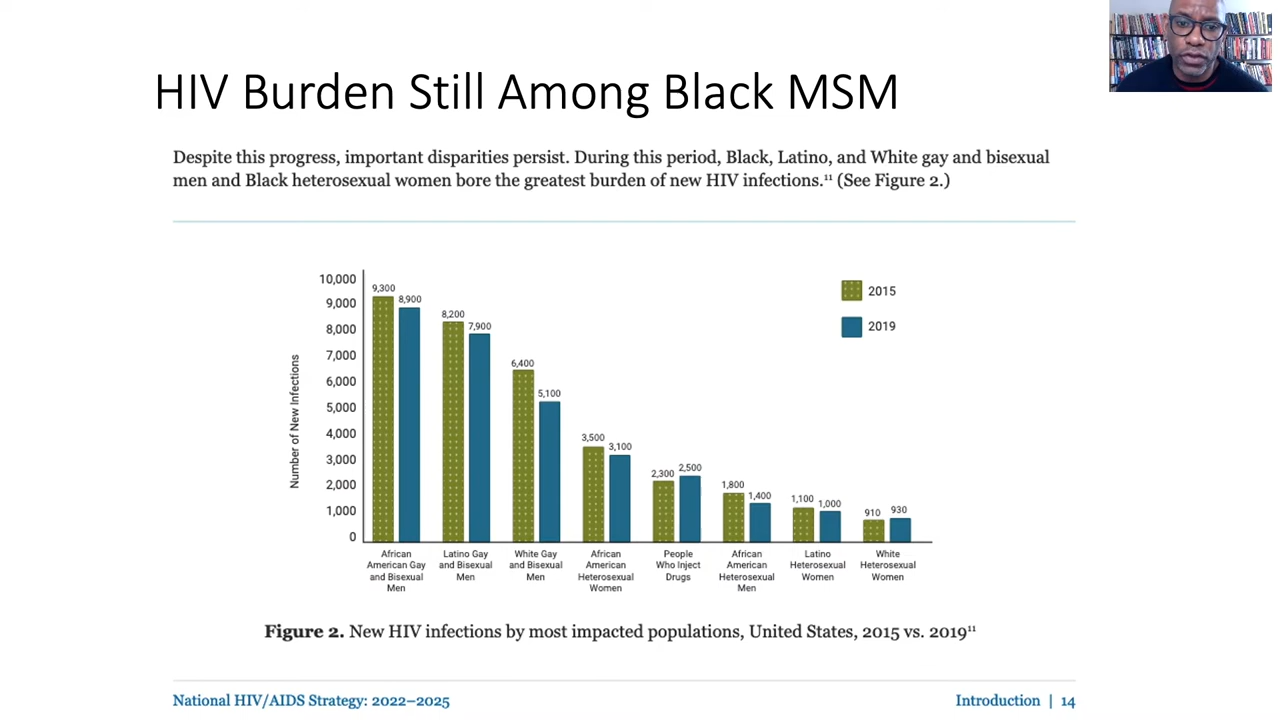 HIV Burden Still Among Black MSM
Despite this progress, important disparities persist. During this period, Black, Latino, and White gay and bisexual
men and Black heterosexual women bore the greatest burden of new HIV infections.¹¹ (See Figure 2.)
10,000
9,000
8,000
7,000
6,000
5,000
4,000
3,000
2,000
1,000
0
Number of New Infections
9,300
8,900
8,200
7,900
6,400
5,100
3,500
3,100
2,300
2,500
1,800
1,400
1,100
1,000
910
930
2015
2019
African
American Gay
and Bisexual
Men
Latino Gay
and Bisexual
Men
White Gay
and Bisexual
Men
African
American
Heterosexual
Women
People
Who Inject
Drugs
African
American
Heterosexual
Men
Latino
Heterosexual
Women
White
Heterosexual
Women
Figure 2. New HIV infections by most impacted populations, United States, 2015 vs. 2019¹¹
National HIV/AIDS Strategy: 2022–2025
Introduction | 14